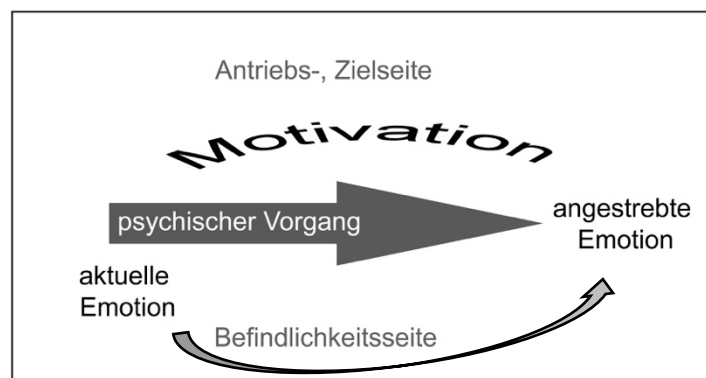 Antriebs-, Zielseite
Motivation
psychischer Vorgang
angestrebte
Emotion
aktuelle
Emotion
Befindlichkeitsseite